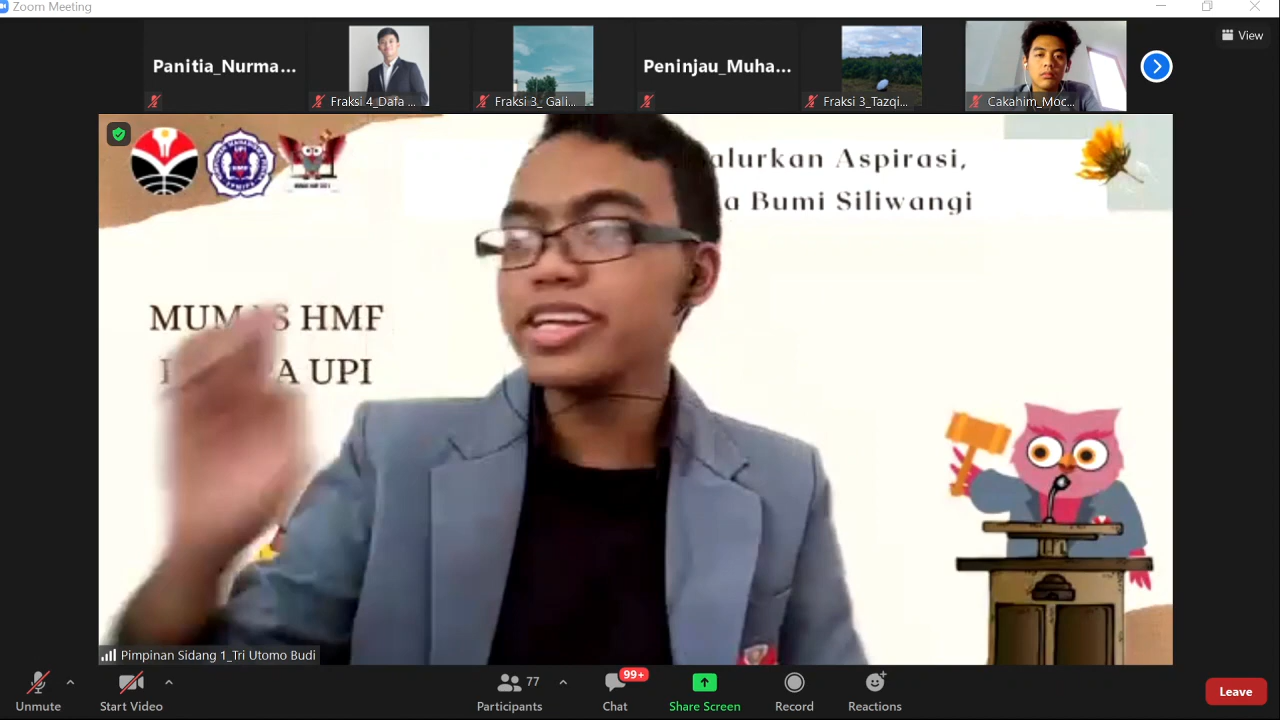 Zoom Meeting
View
Panitia_Nurma...
Fraksi 4_Dafa ...
Fraksi 3_ Gali...
Peninjau_Muha...
Fraksi 3_Tazqi...
Cakahim_Moc...
alurkan Aspirasi,
a Bumi Siliwangi
UPI
MUM S HMF
A UPI
Pimpinan Sidang 1_Tri Utomo Budi
Unmute
Start Video
77
Participants
99+
Chat
Share Screen
Record
Reactions
Leave